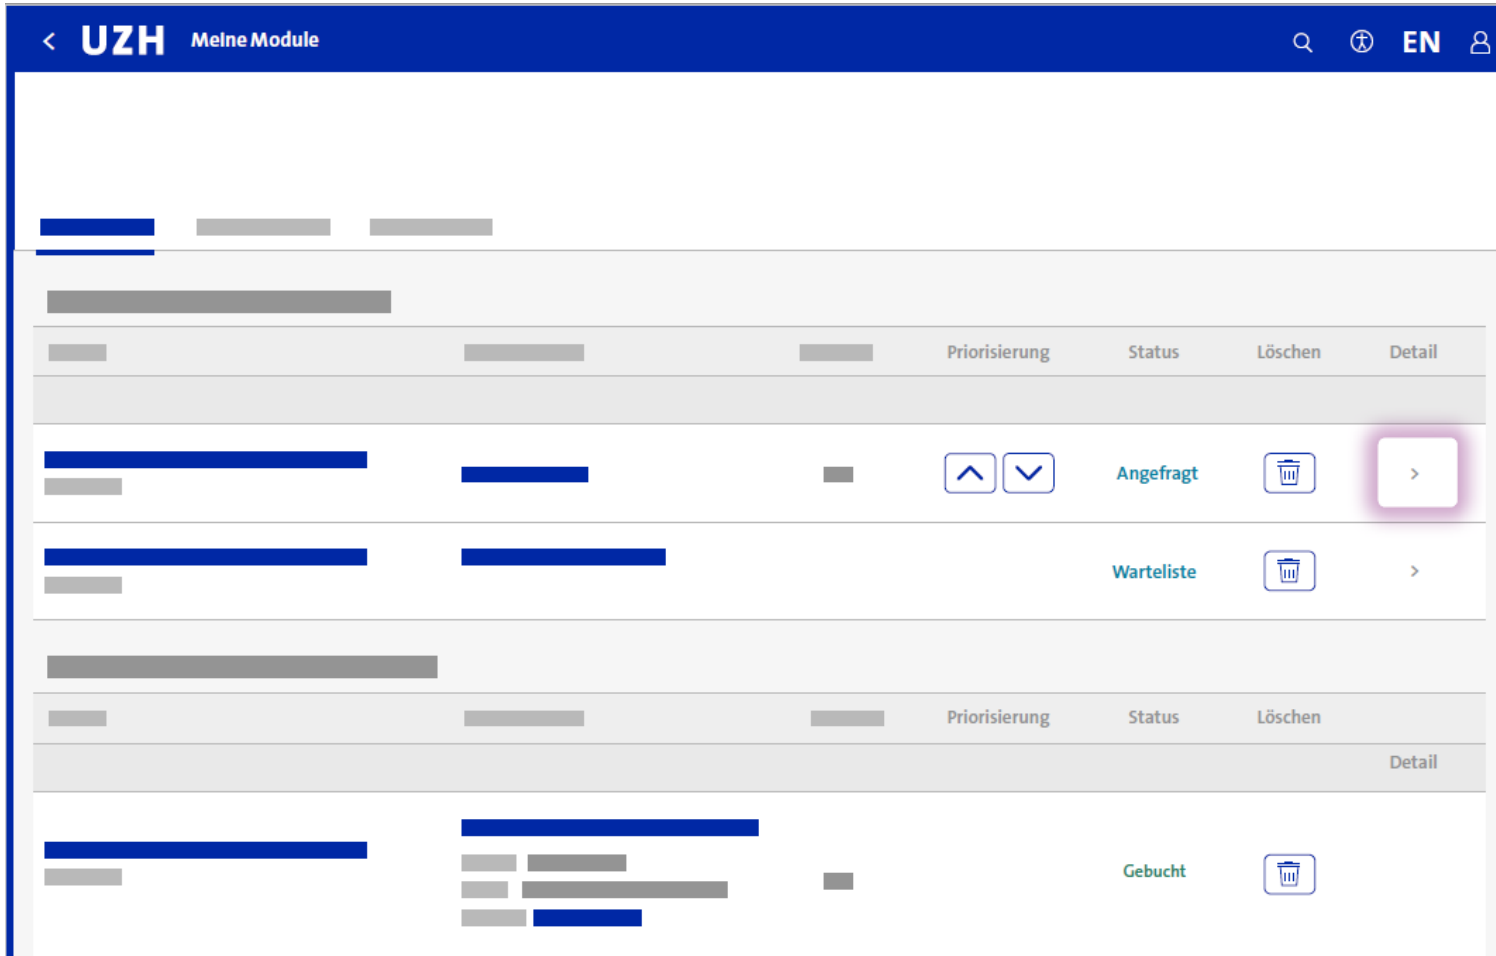 UZH Meine Module EN
Priorisierung Status Löschen Detail
Angefragt
Warteliste
Priorisierung Status Löschen
Detail
Gebucht